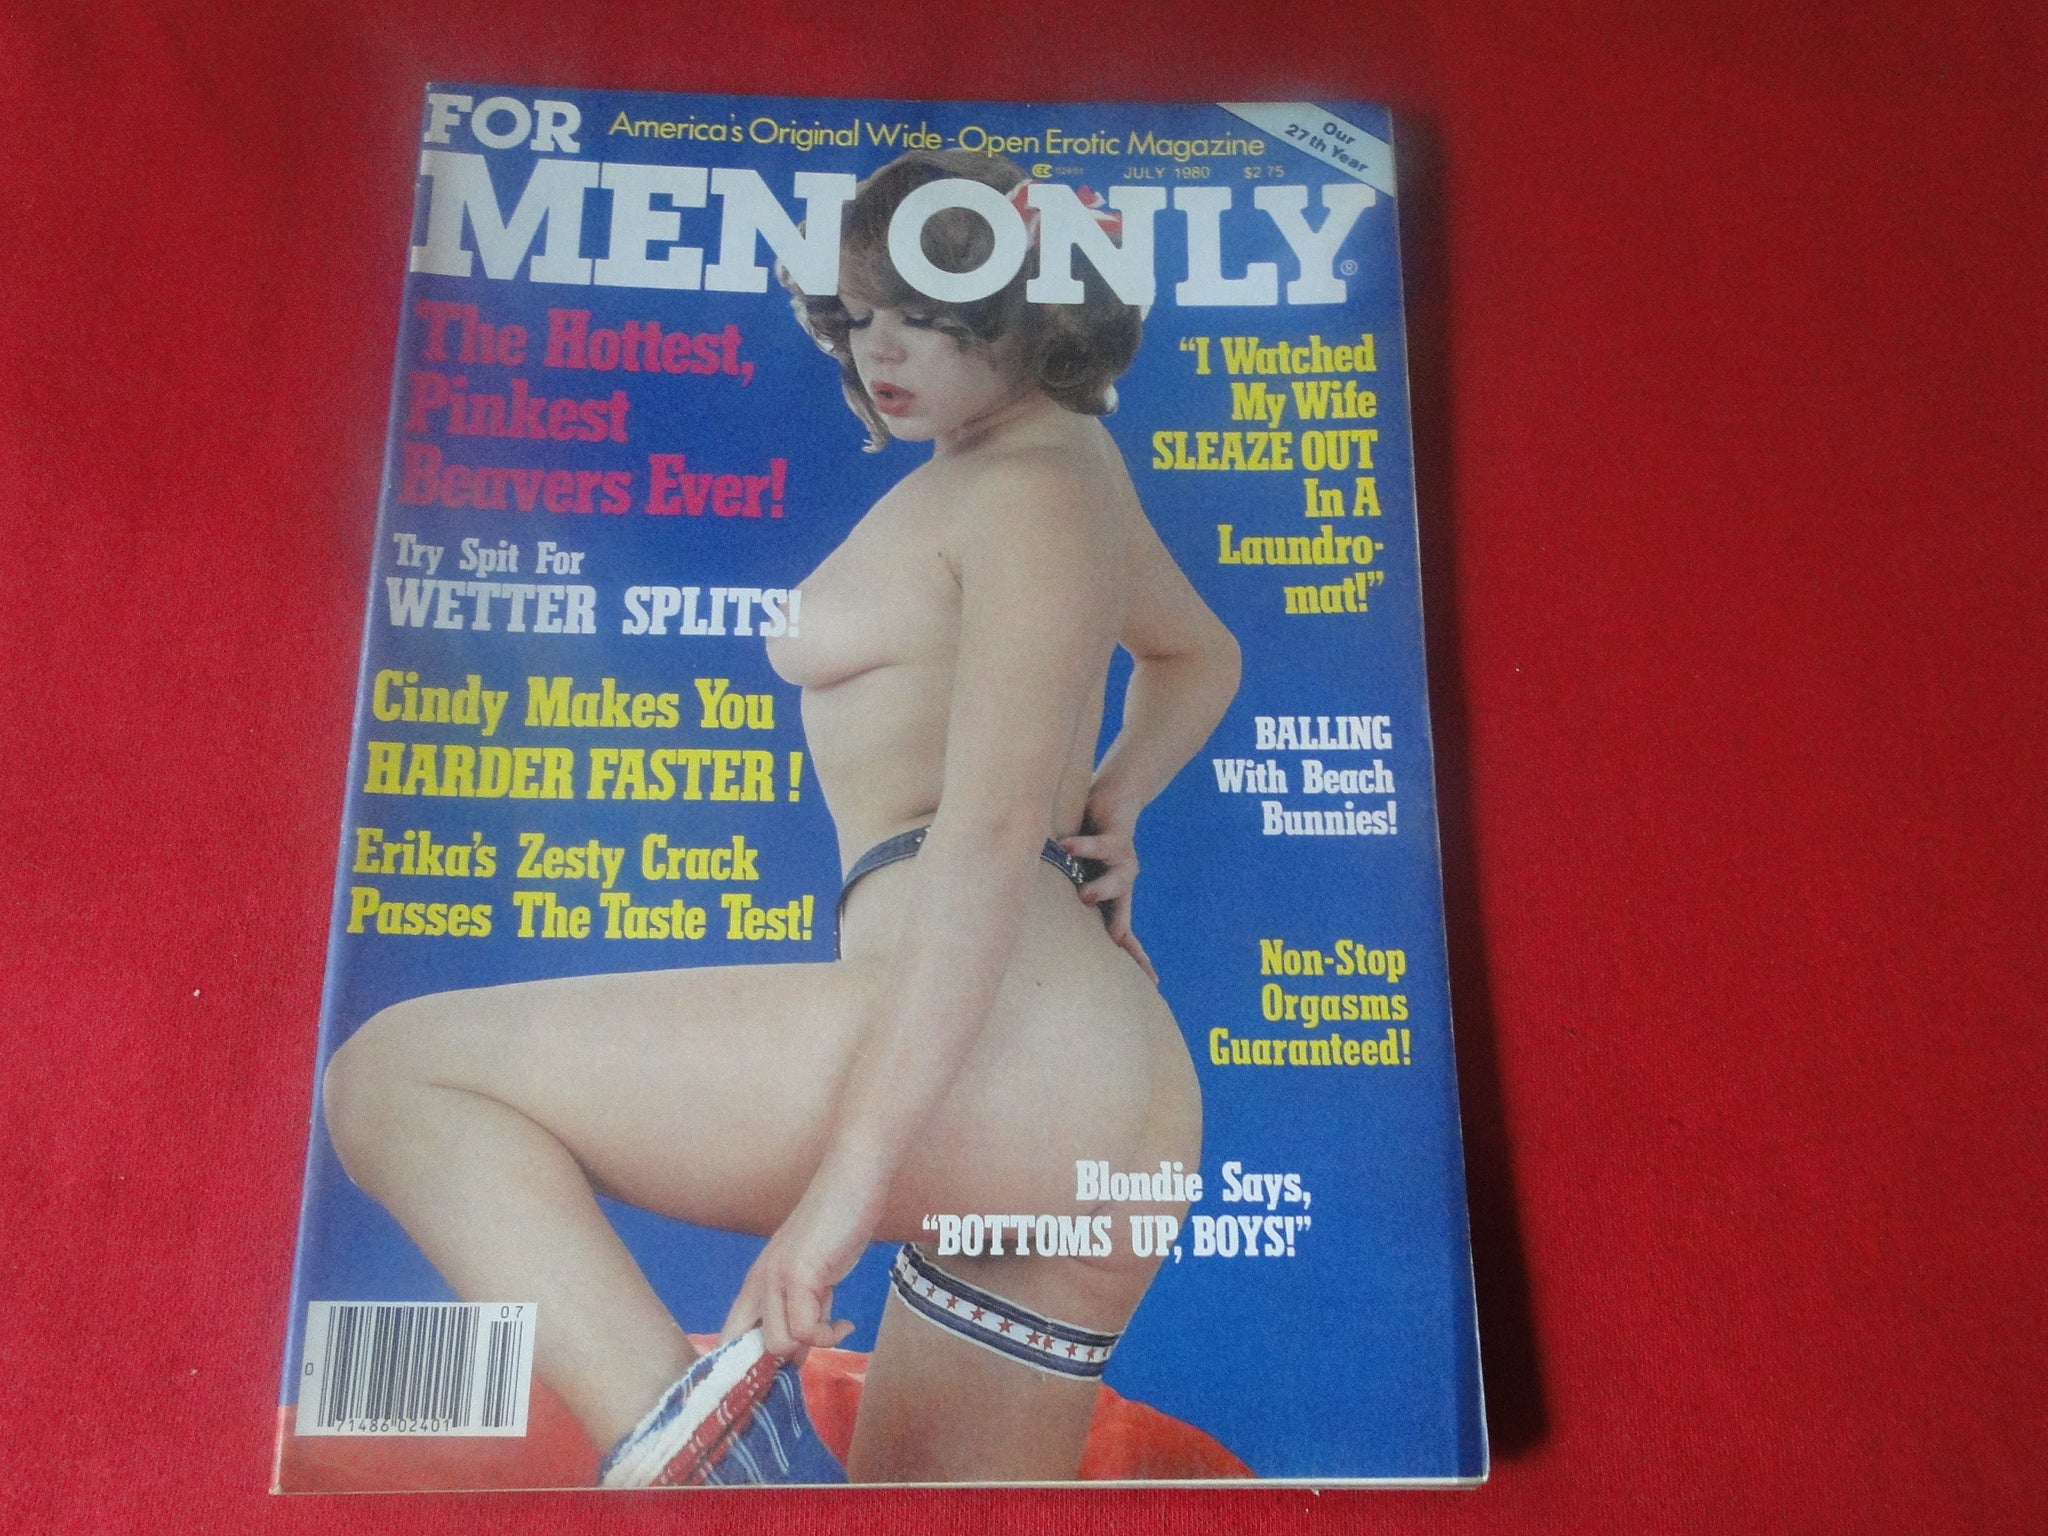 FOR
America's Original Wide-Open Erotic Magazine
Our
27th Year
JULY 1980 $2.75
MEN ONLY®
The Hottest,
Pinkest
Beavers Ever!
Try Spit For
WETTER SPLITS!
Cindy Makes You
HARDER FASTER!
Erika's Zesty Crack
Passes The Taste Test!
"I Watched
My Wife
SLEAZE OUT
In A
Laundro-
mat!"
BALLING
With Beach
Bunnies!
Non-Stop
Orgasms
Guaranteed!
Blondie Says,
"BOTTOMS UP, BOYS!"
07
0 71486 02401